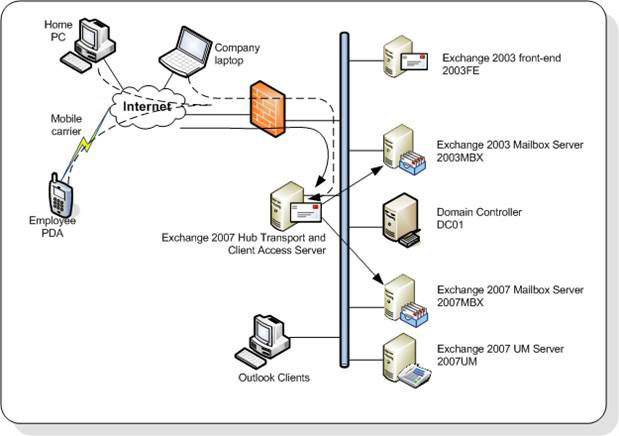 Home
PC
Company
laptop
Internet
Mobile
carrier
Employee
PDA
Exchange 2003 front-end
2003FE
Exchange 2003 Mailbox Server
2003MBX
Domain Controller
DC01
Exchange 2007 Hub Transport and
Client Access Server
Exchange 2007 Mailbox Server
2007MBX
Exchange 2007 UM Server
2007UM
Outlook Clients